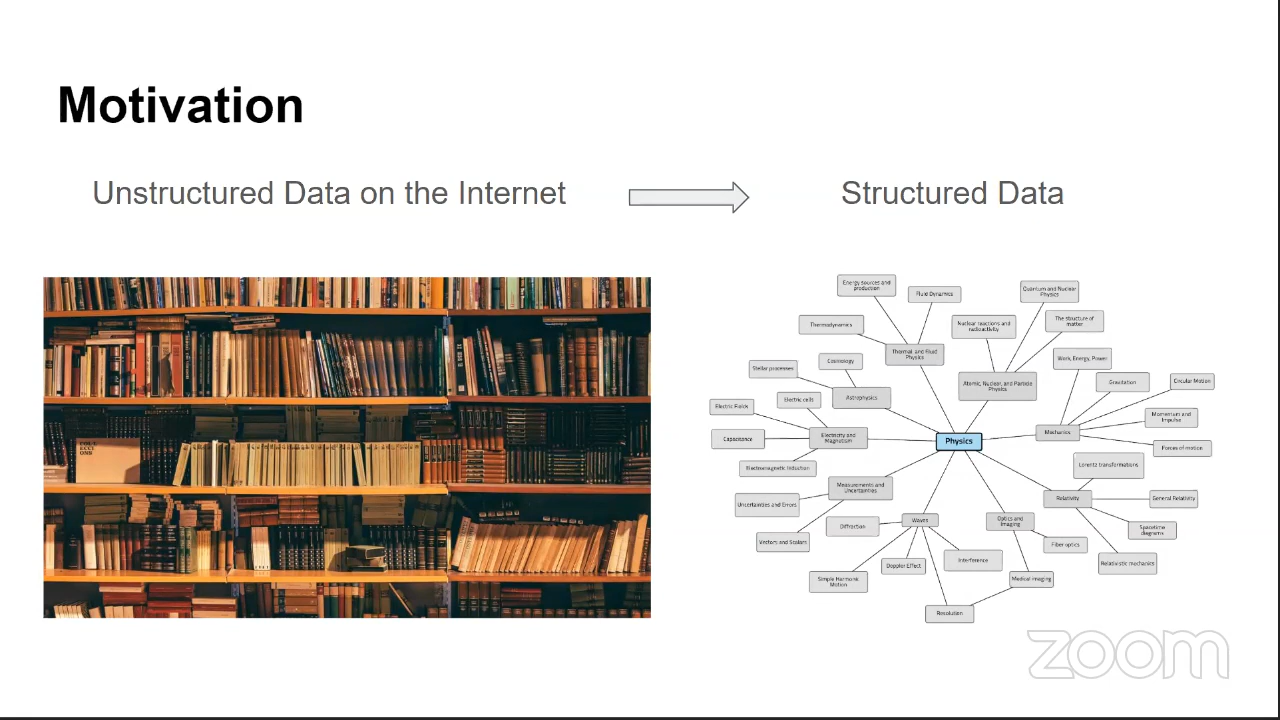 Motivation
Unstructured Data on the Internet
Structured Data
Energy sources and
production
Fluid Dynamics
Quantum and Nuclear
Physics
Thermodynamics
Nuclear reactions and
radioactivity
The structure of
matter
Thermal and Fluid
Physics
Cosmology
Stellar processes
Work, Energy, Power
Atomic, Nuclear, and Particle
Physics
Gravitation
Circular Motion
Astrophysics
Electric cells
Electric Fields
Momentum and
Impulse
Mechanics
Electricity and
Magnetism
Capacitance
Physics
Forces of motion
Electromagnetic Induction
Lorentz transformations
Measurements and
Uncertainties
Relativity
General Relativity
Uncertainties and Errors
Waves
Optics and
Imaging
Diffraction
Spacetime
diagrams
Vectors and Scalars
Fiber optics
Doppler Effect
Interference
Relativistic mechanics
Simple Harmonic
Motion
Medical imaging
Resolution
zoom